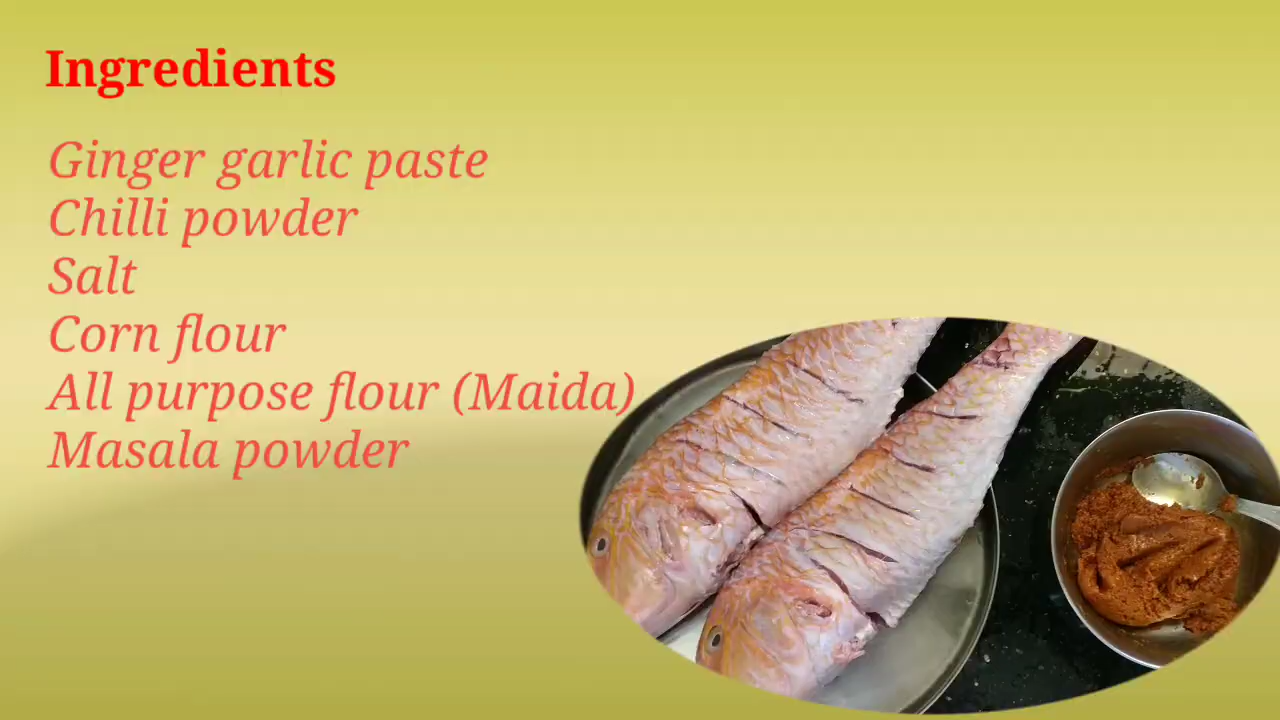 Ingredients
Ginger garlic paste
Chilli powder
Salt
Corn flour
All purpose flour (Maida)
Masala powder